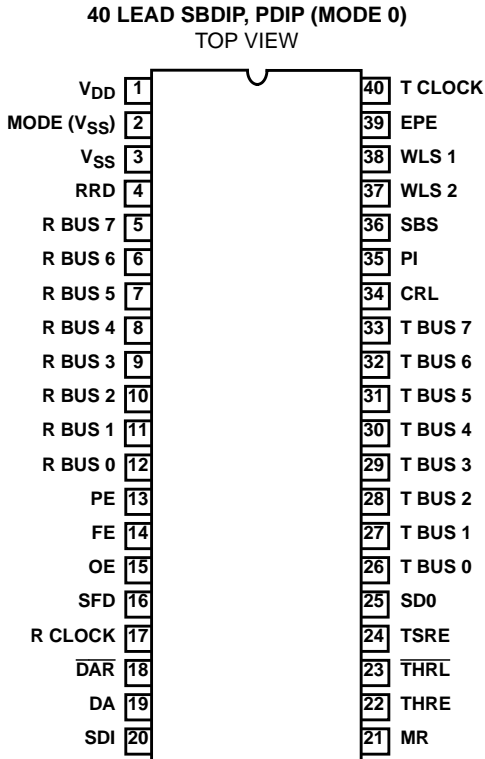 40 LEAD SBDIP, PDIP (MODE 0)
TOP VIEW
VDD 1 40 T CLOCK
MODE (VSS) 2 39 EPE
VSS 3 38 WLS 1
RRD 4 37 WLS 2
R BUS 7 5 36 SBS
R BUS 6 6 35 PI
R BUS 5 7 34 CRL
R BUS 4 8 33 T BUS 7
R BUS 3 9 32 T BUS 6
R BUS 2 10 31 T BUS 5
R BUS 1 11 30 T BUS 4
R BUS 0 12 29 T BUS 3
PE 13 28 T BUS 2
FE 14 27 T BUS 1
OE 15 26 T BUS 0
SFD 16 25 SD0
R CLOCK 17 24 TSRE
DAR 18 23 THRL
DA 19 22 THRE
SDI 20 21 MR